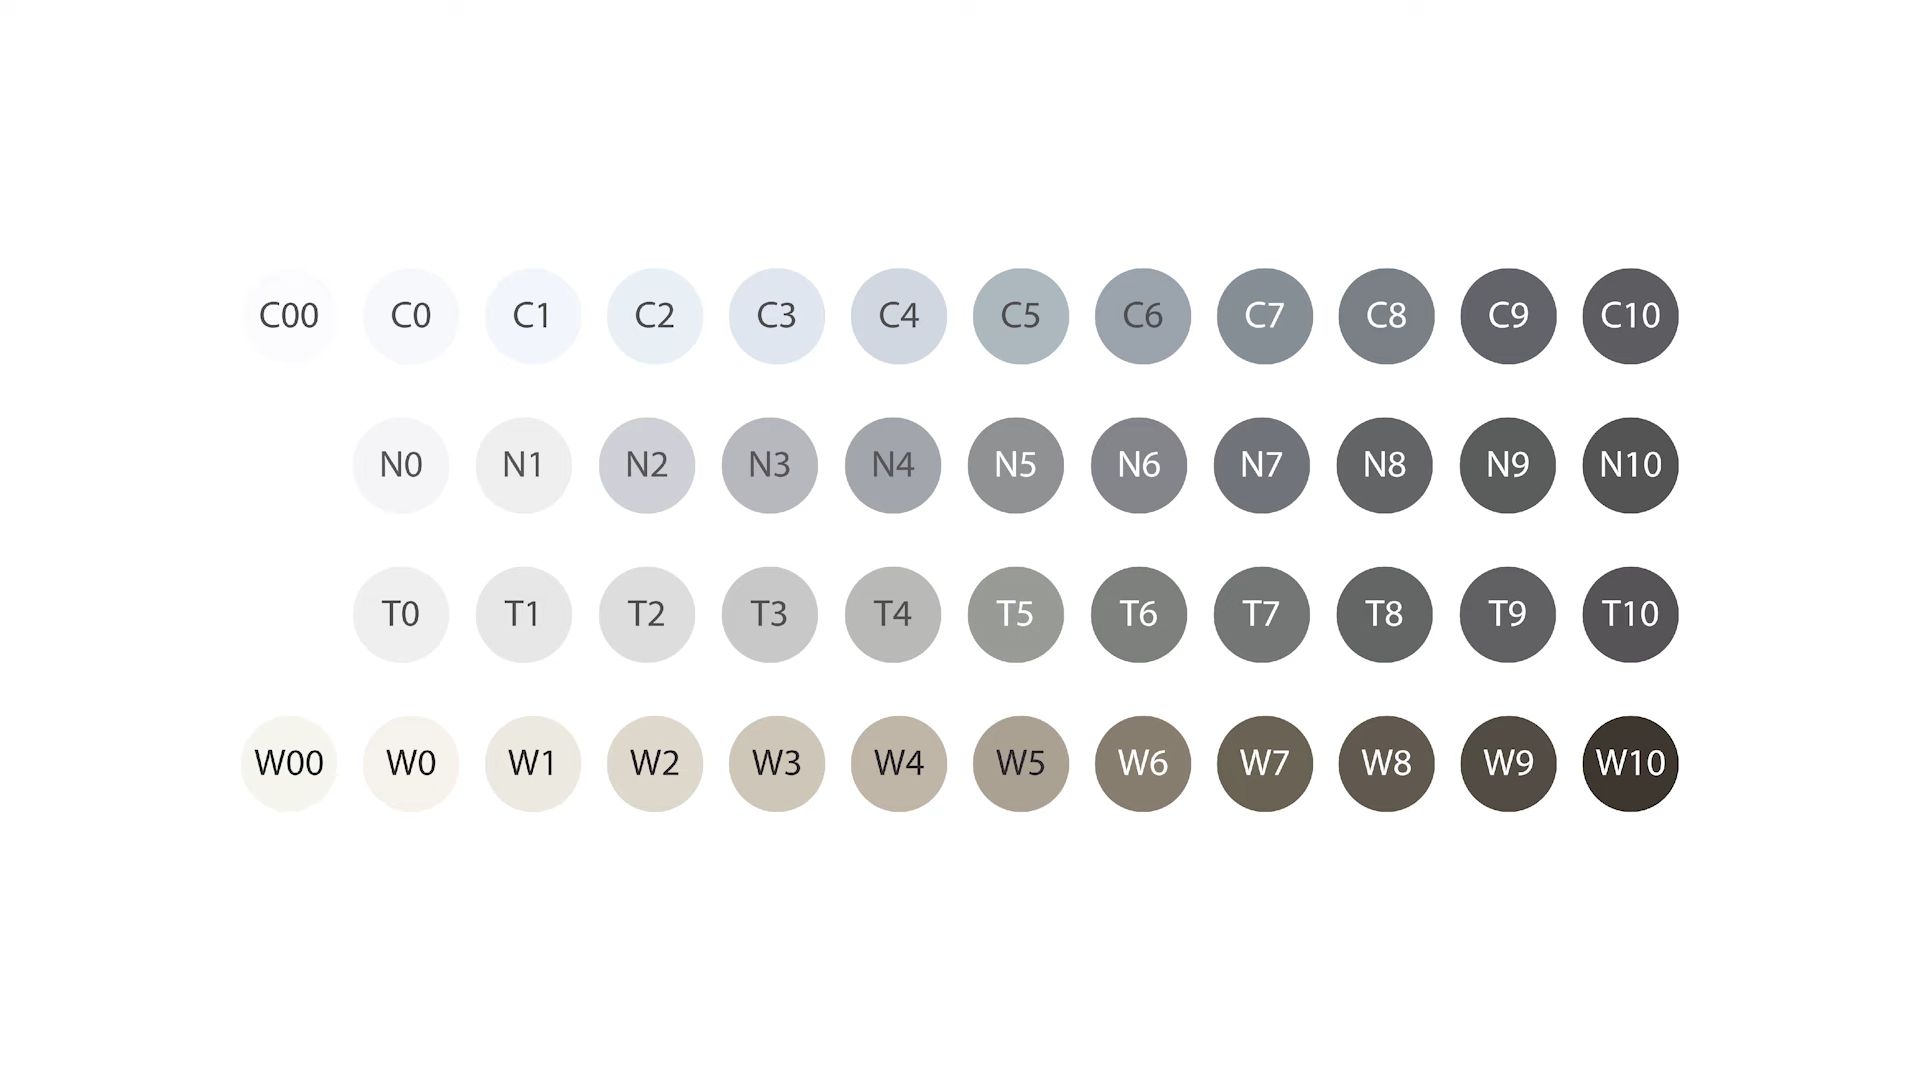 C00 C0 C1 C2 C3 C4 C5 C6 C7 C8 C9 C10
N0 N1 N2 N3 N4 N5 N6 N7 N8 N9 N10
T0 T1 T2 T3 T4 T5 T6 T7 T8 T9 T10
W00 W0 W1 W2 W3 W4 W5 W6 W7 W8 W9 W10